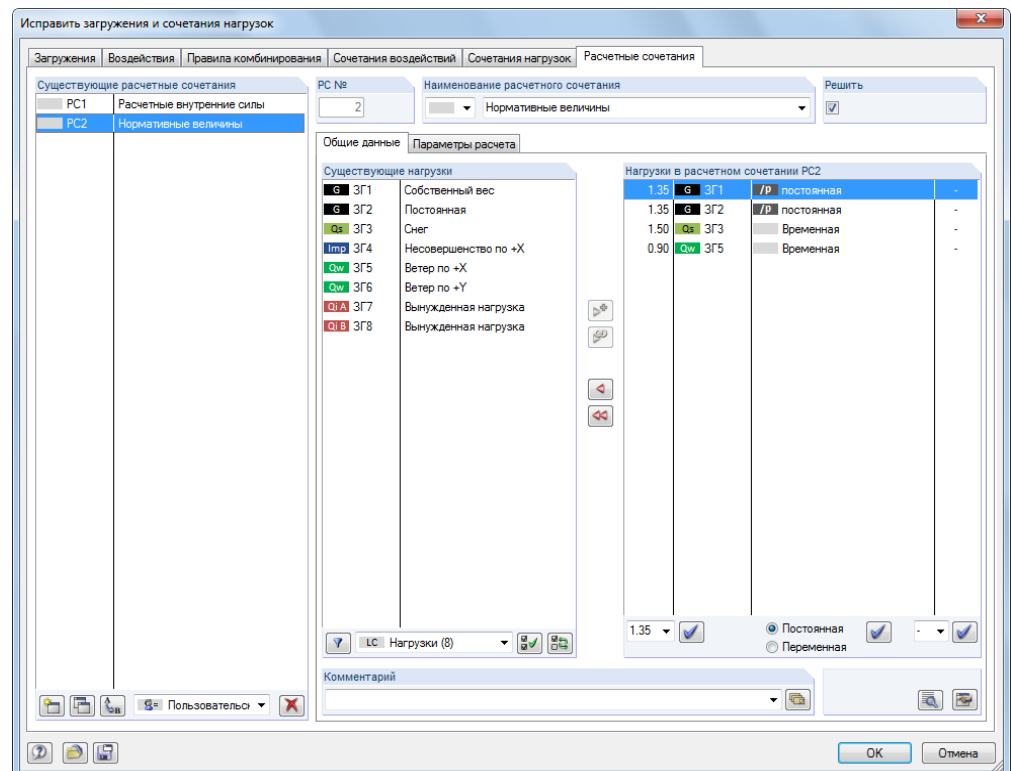 Исправить загружения и сочетания нагрузок
Загружения Воздействия Правила комбинирования Сочетания воздействий Сочетания нагрузок Расчетные сочетания
Существующие расчетные сочетания
РС1 Расчетные внутренние силы
РС2 Нормативные величины
РС №
2
Наименование расчетного сочетания
Нормативные величины
Решить
Общие данные Параметры расчета
Существующие нагрузки
G ЗГ1 Собственный вес
G ЗГ2 Постоянная
Qs ЗГ3 Снег
Imp ЗГ4 Несовершенство по +X
Qw ЗГ5 Ветер по +X
Qw ЗГ6 Ветер по +Y
Qi A ЗГ7 Вынужденная нагрузка
Qi B ЗГ8 Вынужденная нагрузка
Нагрузки в расчетном сочетании РС2
1.35 G ЗГ1 /p постоянная -
1.35 G ЗГ2 /p постоянная -
1.50 Qs ЗГ3 Временная -
0.90 Qw ЗГ5 Временная -
LC Нагрузки (8)
1.35
Постоянная
Переменная
-
Комментарий
Пользовательск
OK Отмена